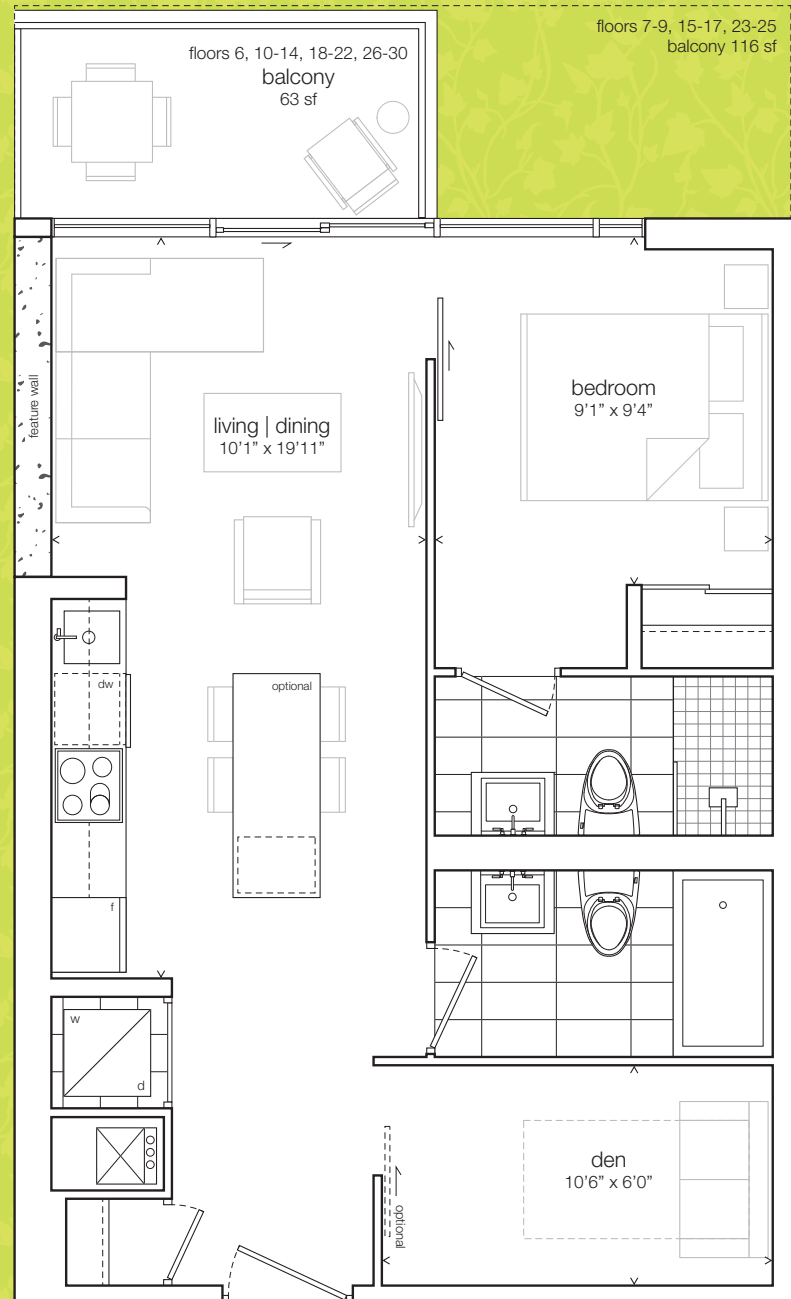 floors 7-9, 15-17, 23-25
balcony 116 sf
floors 6, 10-14, 18-22, 26-30
balcony
63 sf
feature wall
living | dining
10’1” x 19’11”
bedroom
9’1” x 9’4”
optional
dw
f
w
d
den
10’6” x 6’0”
optional